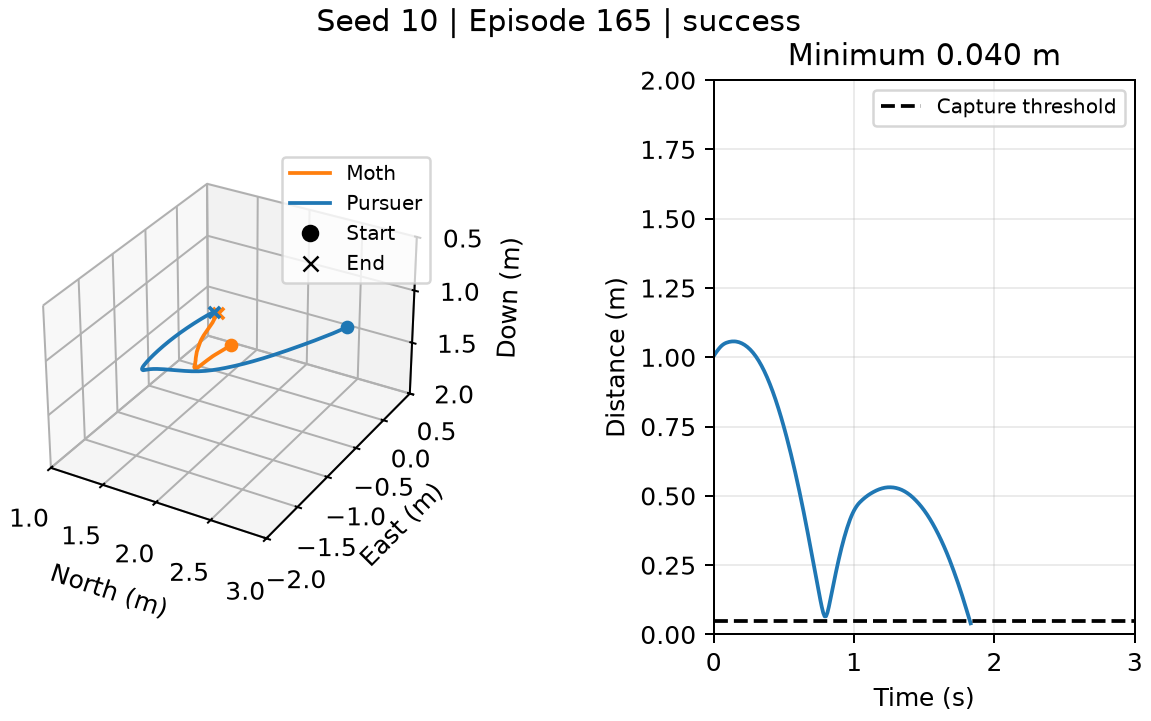 Seed 10 | Episode 165 | success
Moth
Pursuer
Start
End
0.5
1.0
1.5
2.0
Down (m)
0.5
0.0
−0.5
−1.0
−1.5
−2.0
East (m)
1.0
1.5
2.0
2.5
3.0
North (m)
Minimum 0.040 m
Capture threshold
2.00
1.75
1.50
1.25
1.00
0.75
0.50
0.25
0.00
Distance (m)
0
1
2
3
Time (s)